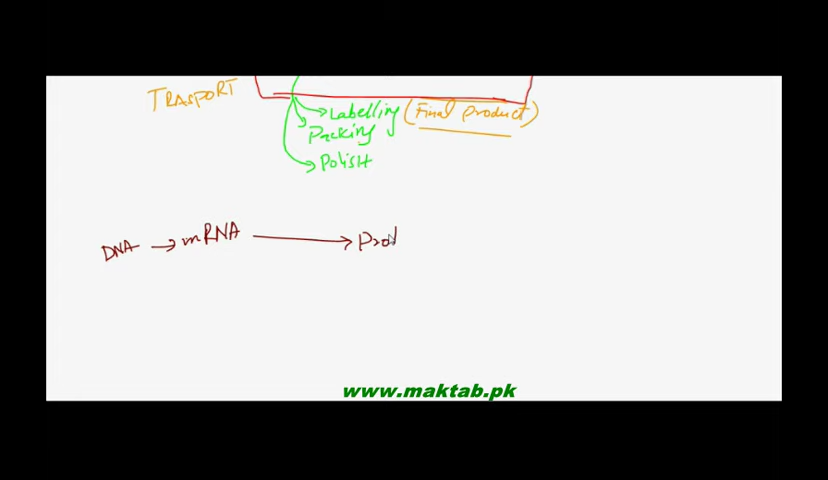 TRASPORT
Labelling (Final product)
Packing
Polish
DNA → mRNA → Prod
www.maktab.pk